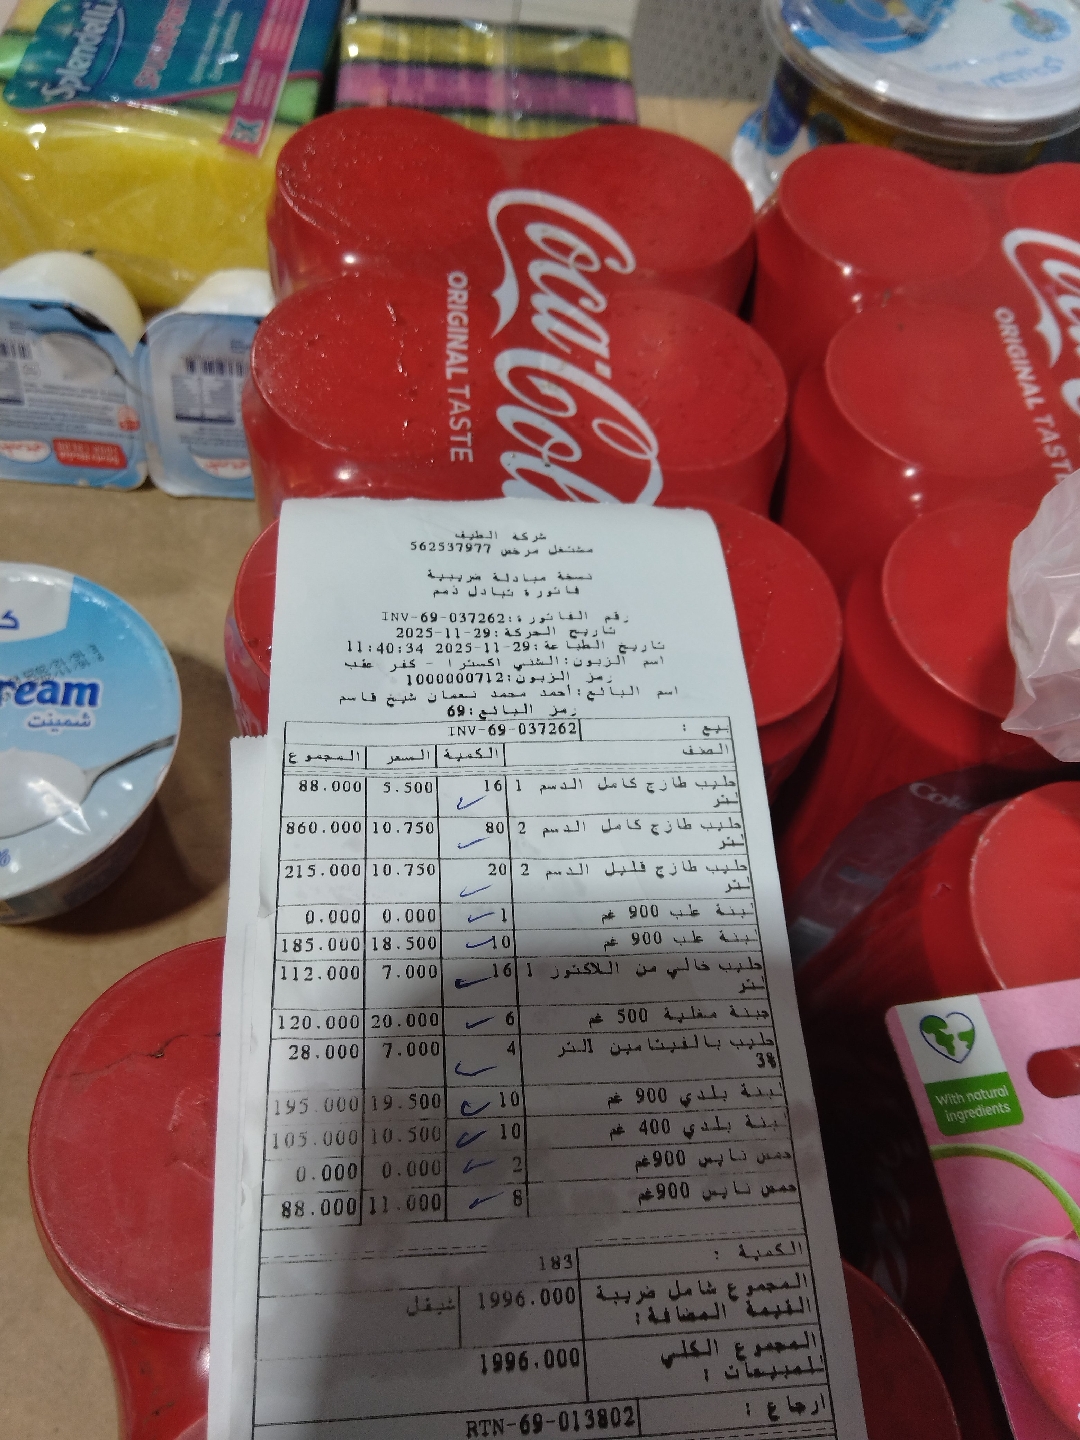 Splendelli
Coca-Cola
ORIGINAL TASTE
ORIGINAL TASTE
ream
شمينت
شركة الطيف
مشتغل مرخص 562537977
نسخة مبادلة ضريبية
فاتورة تبادل ذمم
رقم الفاتورة:INV-69-037262
تاريخ الحركة:2025-11-29
تاريخ الطباعة:2025-11-29 11:40:34
اسم الزبون:الشني اكسترا - كفر عقب
رمز الزبون:1000000712
اسم البائع:أحمد محمد نعمان شيخ قاسم
رمز البائع:69
بيع : INV-69-037262
الصنف الكمية السعر المجموع
حليب طازج كامل الدسم 1 لتر 16 5.500 88.000
حليب طازج كامل الدسم 2 لتر 80 10.750 860.000
حليب طازج قليل الدسم 2 لتر 20 10.750 215.000
لبنة علب 900 غم 1 0.000 0.000
لبنة علب 900 غم 10 18.500 185.000
حليب خالي من اللاكتوز 1 لتر 16 7.000 112.000
جبنة مغلية 500 غم 6 20.000 120.000
حليب بالفيتامين 1لتر 3% 4 7.000 28.000
لبنة بلدي 900 غم 10 19.500 195.000
لبنة بلدي 400 غم 10 10.500 105.000
حمص نايس 900غم 2 0.000 0.000
حمص نايس 900غم 8 11.000 88.000
الكمية : 183
المجموع شامل ضريبة القيمة المضافة: 1996.000 شيقل
المجموع الكلي للمبيعات : 1996.000
ارجاع : RTN-69-013802
With natural
ingredients